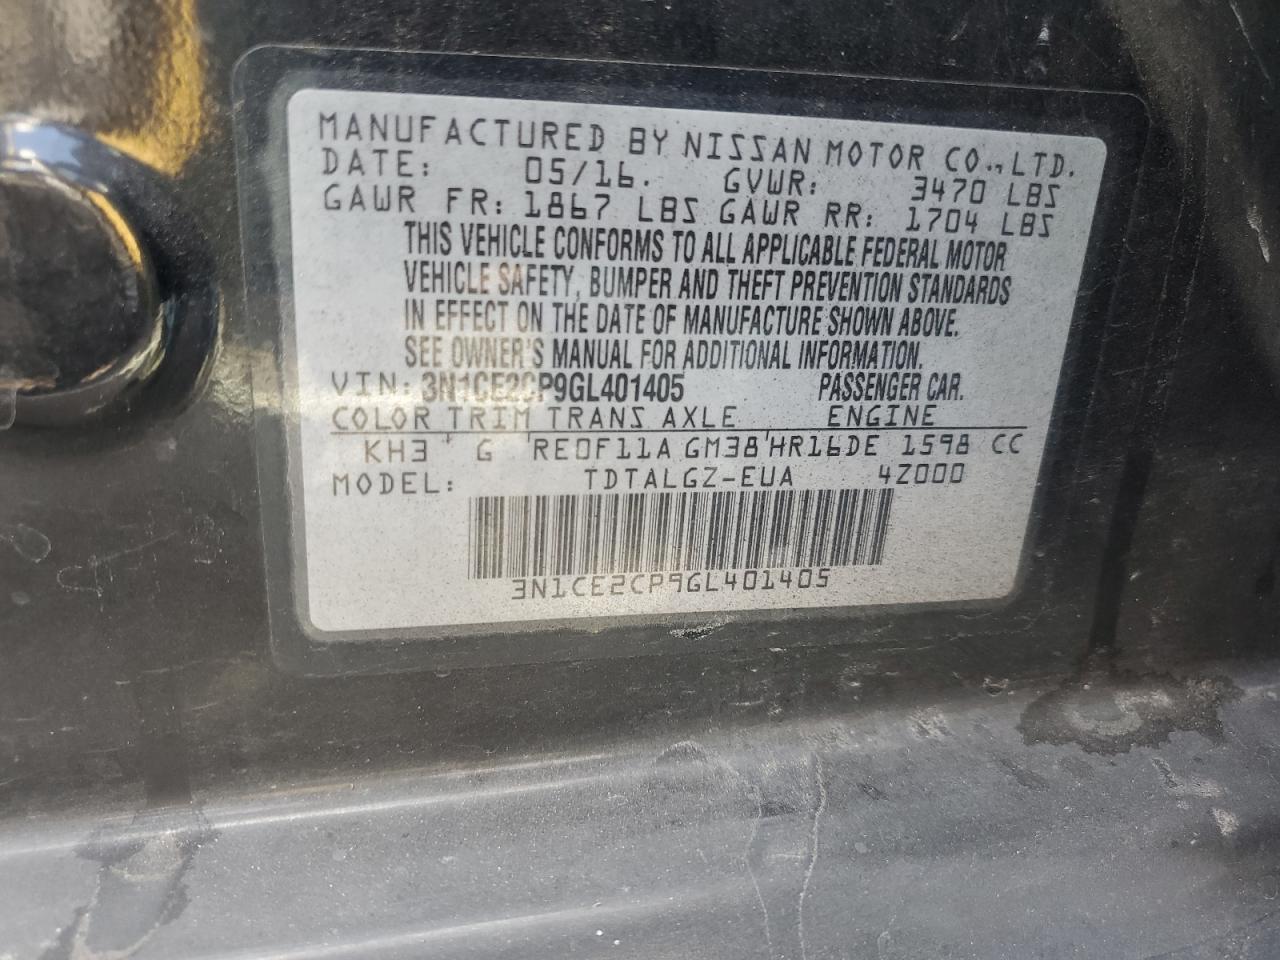 MANUFACTURED BY NISSAN MOTOR CO., LTD.
DATE: 05/16. GVWR: 3470 LBS
GAWR FR: 1867 LBS GAWR RR: 1704 LBS
THIS VEHICLE CONFORMS TO ALL APPLICABLE FEDERAL MOTOR
VEHICLE SAFETY, BUMPER AND THEFT PREVENTION STANDARDS
IN EFFECT ON THE DATE OF MANUFACTURE SHOWN ABOVE.
SEE OWNER'S MANUAL FOR ADDITIONAL INFORMATION.
VIN: 3N1CE2CP9GL401405 PASSENGER CAR.
COLOR TRIM TRANS AXLE ENGINE
KH3 ' G 'RE0F11A GM38'HR16DE 1598 CC
MODEL: TDTALGZ-EUA 4Z000
3N1CE2CP9GL401405